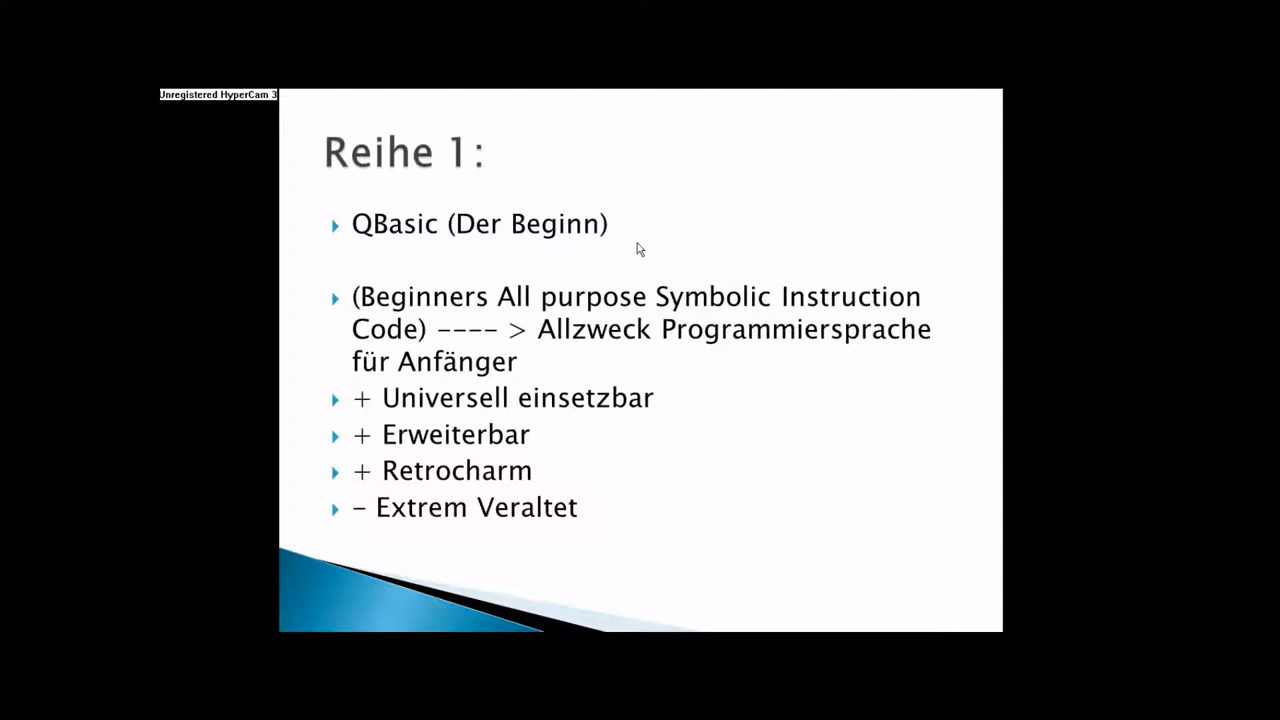 Unregistered HyperCam 3
Reihe 1:
QBasic (Der Beginn)
(Beginners All purpose Symbolic Instruction
Code) ---- > Allzweck Programmiersprache
für Anfänger
+ Universell einsetzbar
+ Erweiterbar
+ Retrocharm
- Extrem Veraltet